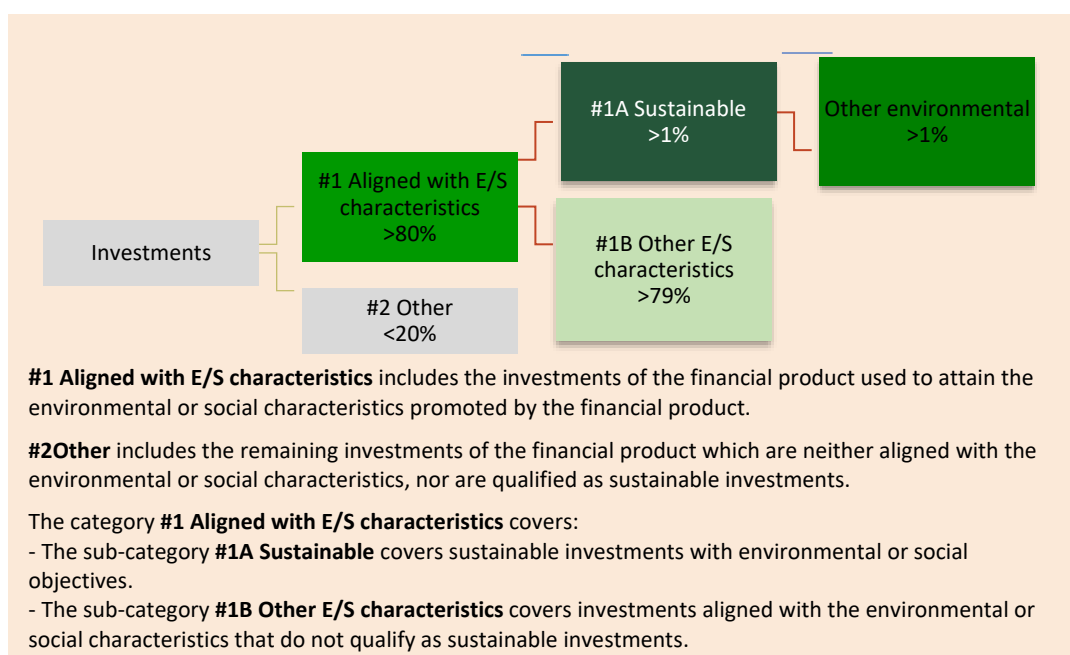 #1A Sustainable
>1%
Other environmental
>1%
#1 Aligned with E/S
characteristics
>80%
Investments
#1B Other E/S
characteristics
>79%
#2 Other
<20%
#1 Aligned with E/S characteristics includes the investments of the financial product used to attain the
environmental or social characteristics promoted by the financial product.
#2Other includes the remaining investments of the financial product which are neither aligned with the
environmental or social characteristics, nor are qualified as sustainable investments.
The category #1 Aligned with E/S characteristics covers:
- The sub-category #1A Sustainable covers sustainable investments with environmental or social
objectives.
- The sub-category #1B Other E/S characteristics covers investments aligned with the environmental or
social characteristics that do not qualify as sustainable investments.